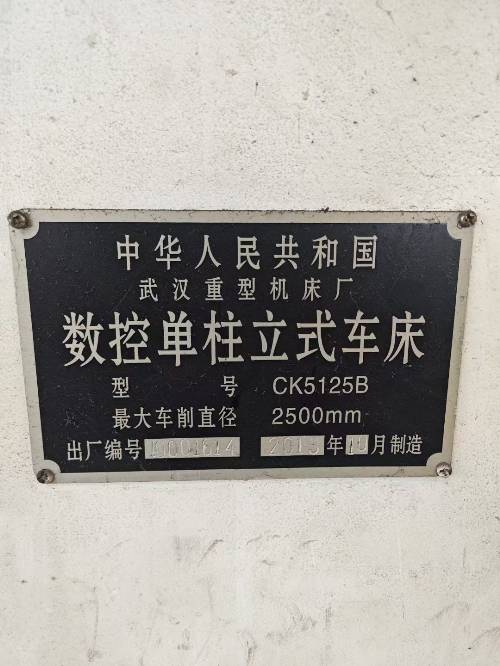 中华人民共和国
武汉重型机床厂
数控单柱立式车床
型号 CK5125B
最大车削直径 2500mm
出厂编号 年 月制造